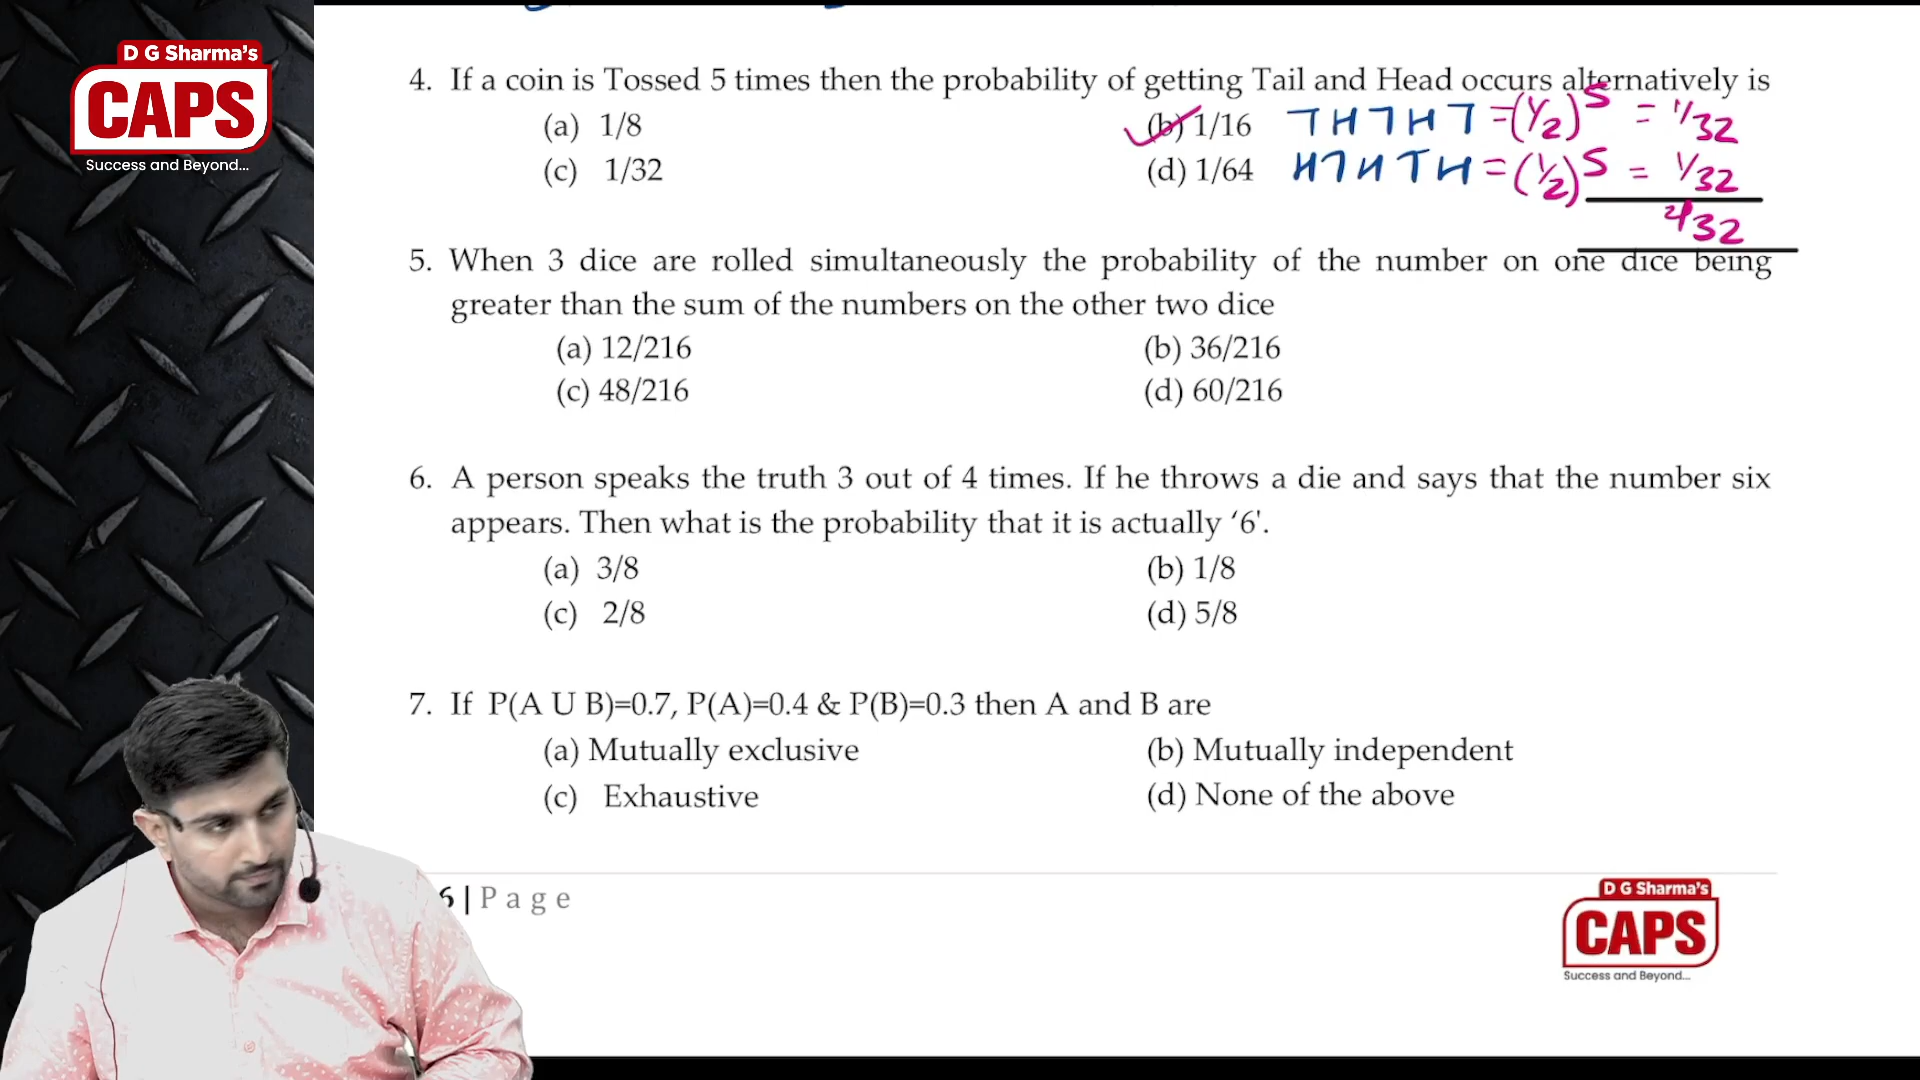 D G Sharma's
CAPS
Success and Beyond...
4. If a coin is Tossed 5 times then the probability of getting Tail and Head occurs alternatively is
(a) 1/8
(b) 1/16 THTHT = (1/2)^5 = 1/32
(c) 1/32
(d) 1/64 HTHTH = (1/2)^5 = 1/32
2/32
5. When 3 dice are rolled simultaneously the probability of the number on one dice being
greater than the sum of the numbers on the other two dice
(a) 12/216
(b) 36/216
(c) 48/216
(d) 60/216
6. A person speaks the truth 3 out of 4 times. If he throws a die and says that the number six
appears. Then what is the probability that it is actually ‘6'.
(a) 3/8
(b) 1/8
(c) 2/8
(d) 5/8
7. If P(A U B)=0.7, P(A)=0.4 & P(B)=0.3 then A and B are
(a) Mutually exclusive
(b) Mutually independent
(c) Exhaustive
(d) None of the above
6 | Page
D G Sharma's
CAPS
Success and Beyond...